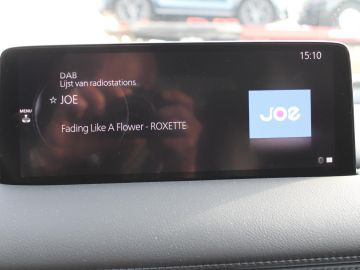 15:10
DAB
Lijst van radiostations
MENU
☆ JOE
JOE
Fading Like A Flower - ROXETTE